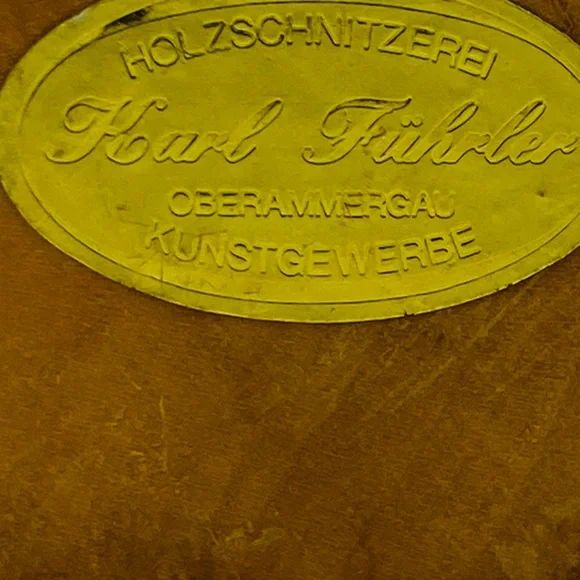 HOLZSCHNITZEREI
Karl Führler
OBERAMMERGAU
KUNSTGEWERBE